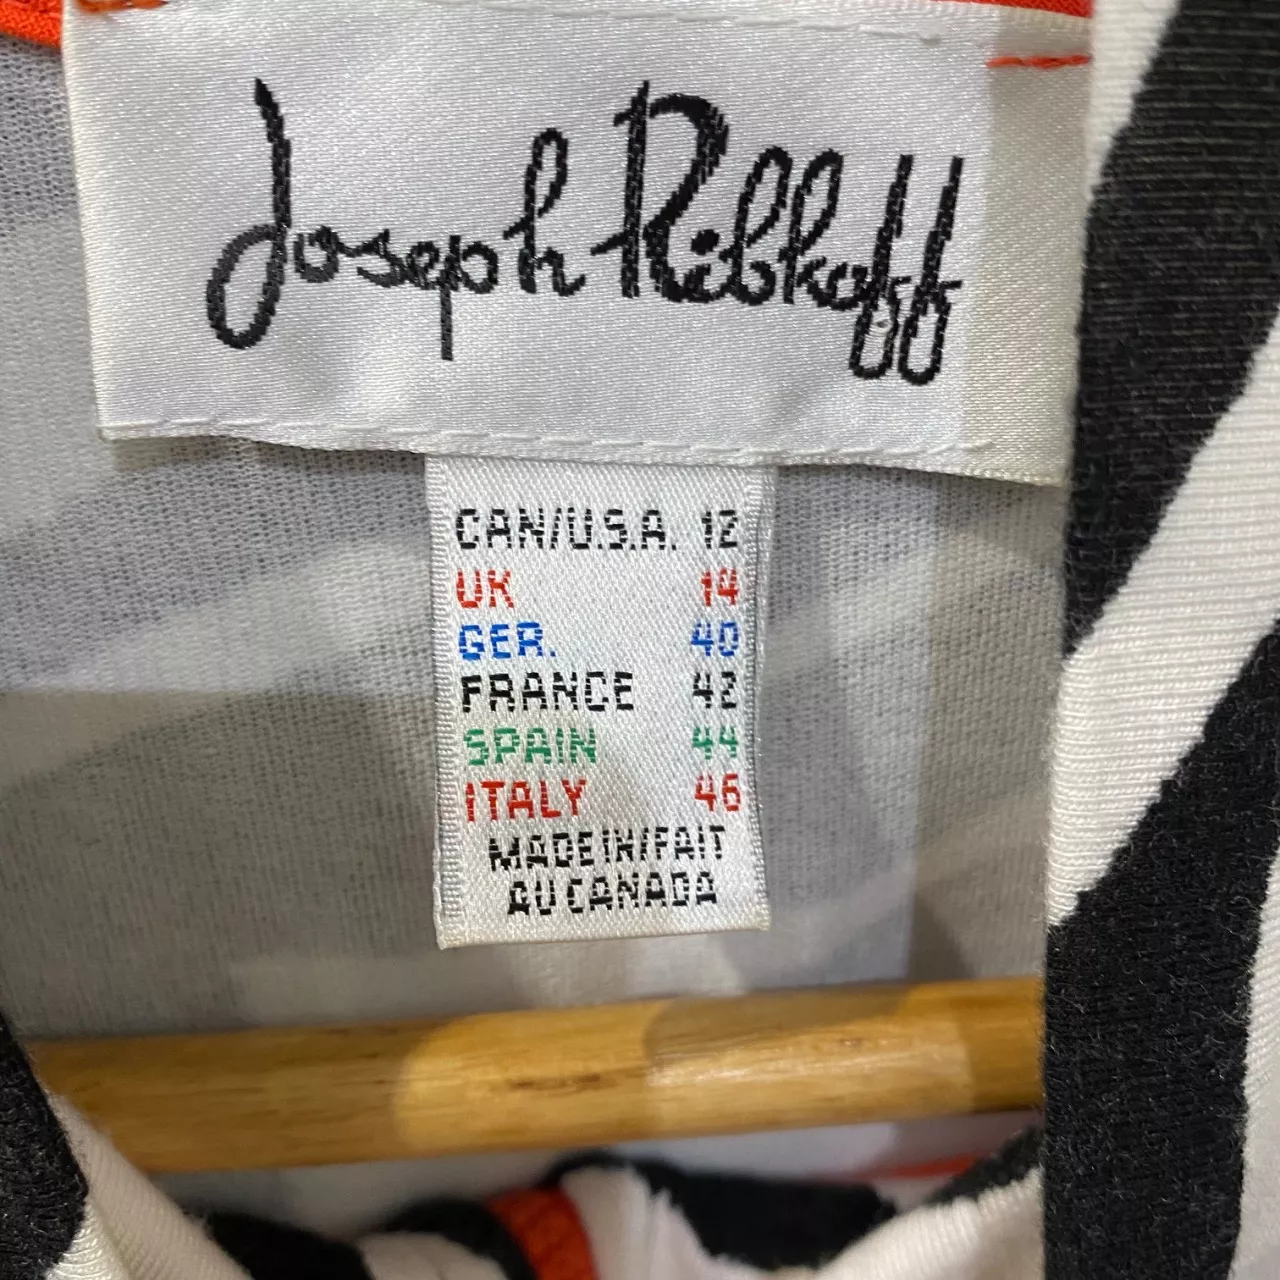 Joseph Ribkoff
CAN/U.S.A. 12
UK 14
GER. 40
FRANCE 42
SPAIN 44
ITALY 46
MADE IN/FAIT
AU CANADA